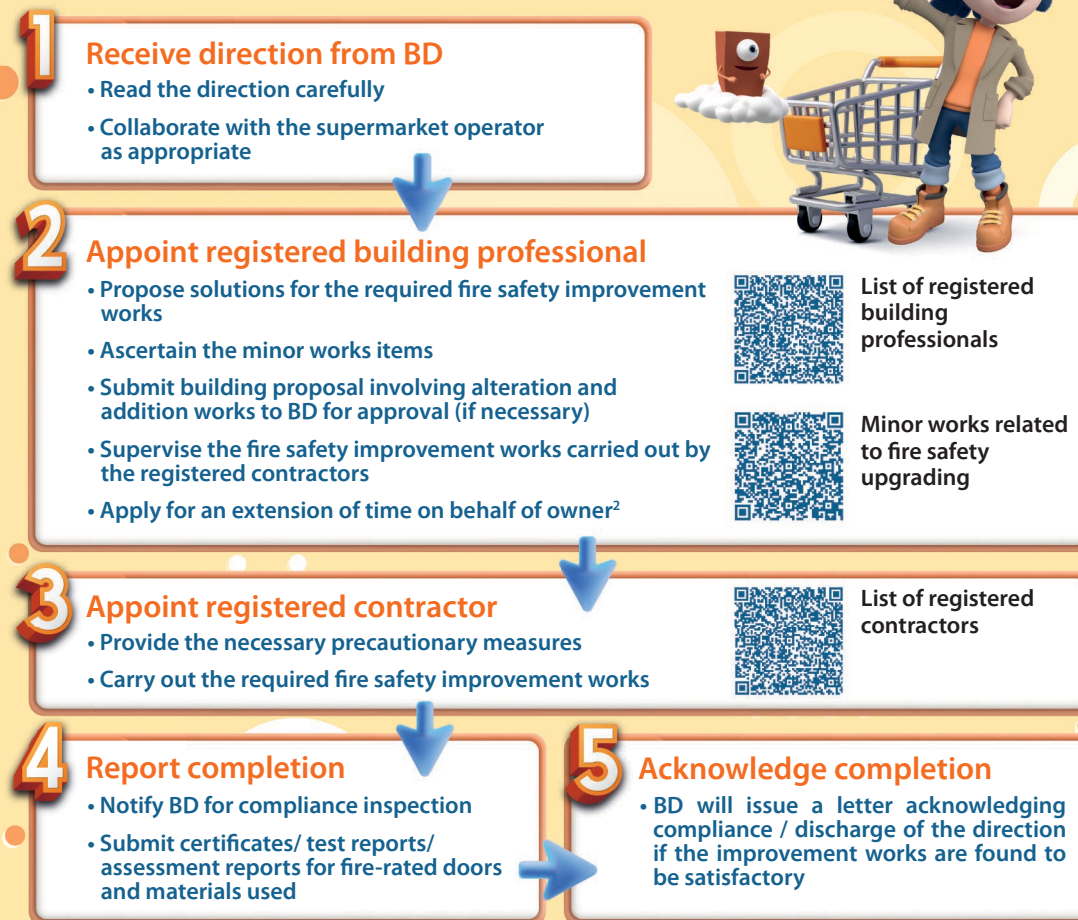 1
Receive direction from BD
• Read the direction carefully
• Collaborate with the supermarket operator
as appropriate
2
Appoint registered building professional
• Propose solutions for the required fire safety improvement
works
• Ascertain the minor works items
• Submit building proposal involving alteration and
addition works to BD for approval (if necessary)
• Supervise the fire safety improvement works carried out by
the registered contractors
• Apply for an extension of time on behalf of owner²
List of registered
building
professionals
Minor works related
to fire safety
upgrading
3
Appoint registered contractor
• Provide the necessary precautionary measures
• Carry out the required fire safety improvement works
List of registered
contractors
4
Report completion
• Notify BD for compliance inspection
• Submit certificates/ test reports/
assessment reports for fire-rated doors
and materials used
5
Acknowledge completion
• BD will issue a letter acknowledging
compliance / discharge of the direction
if the improvement works are found to
be satisfactory